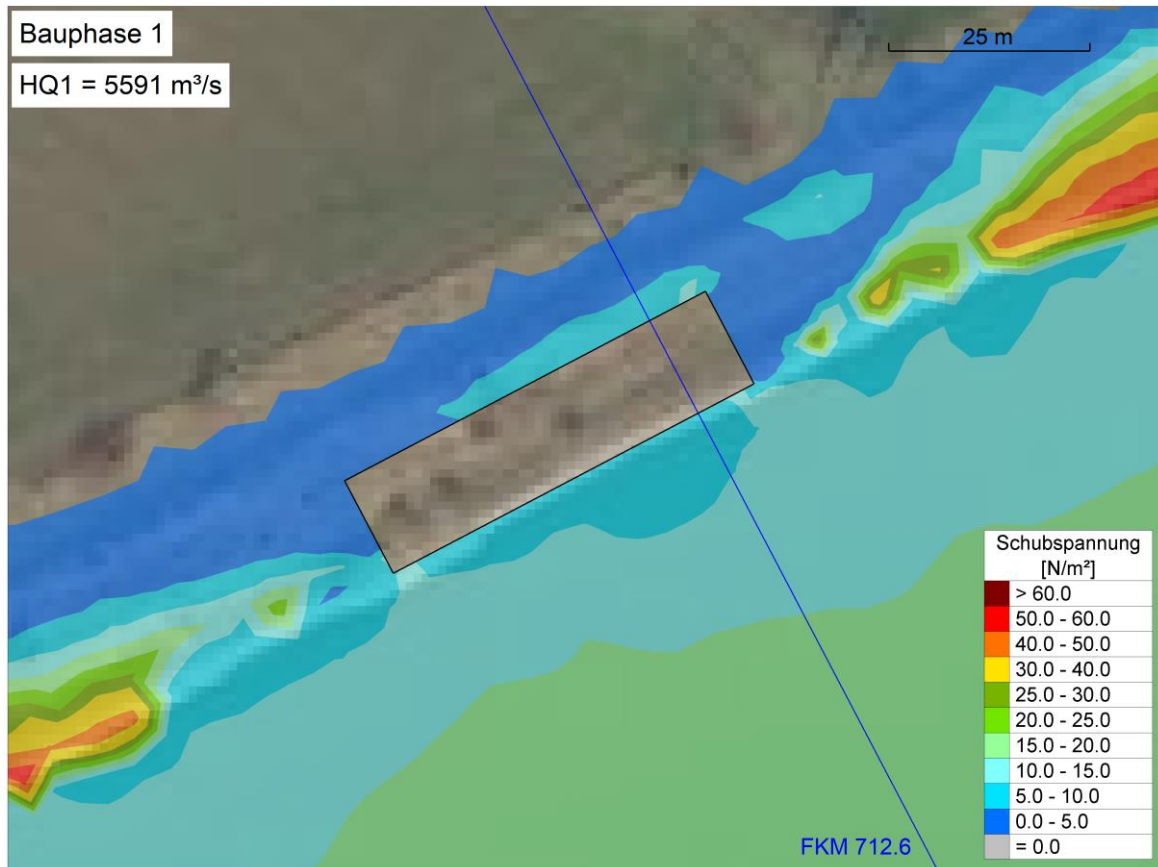 Bauphase 1
HQ1 = 5591 m³/s
25 m
Schubspannung
[N/m²]
> 60.0
50.0 - 60.0
40.0 - 50.0
30.0 - 40.0
25.0 - 30.0
20.0 - 25.0
15.0 - 20.0
10.0 - 15.0
5.0 - 10.0
0.0 - 5.0
= 0.0
FKM 712.6